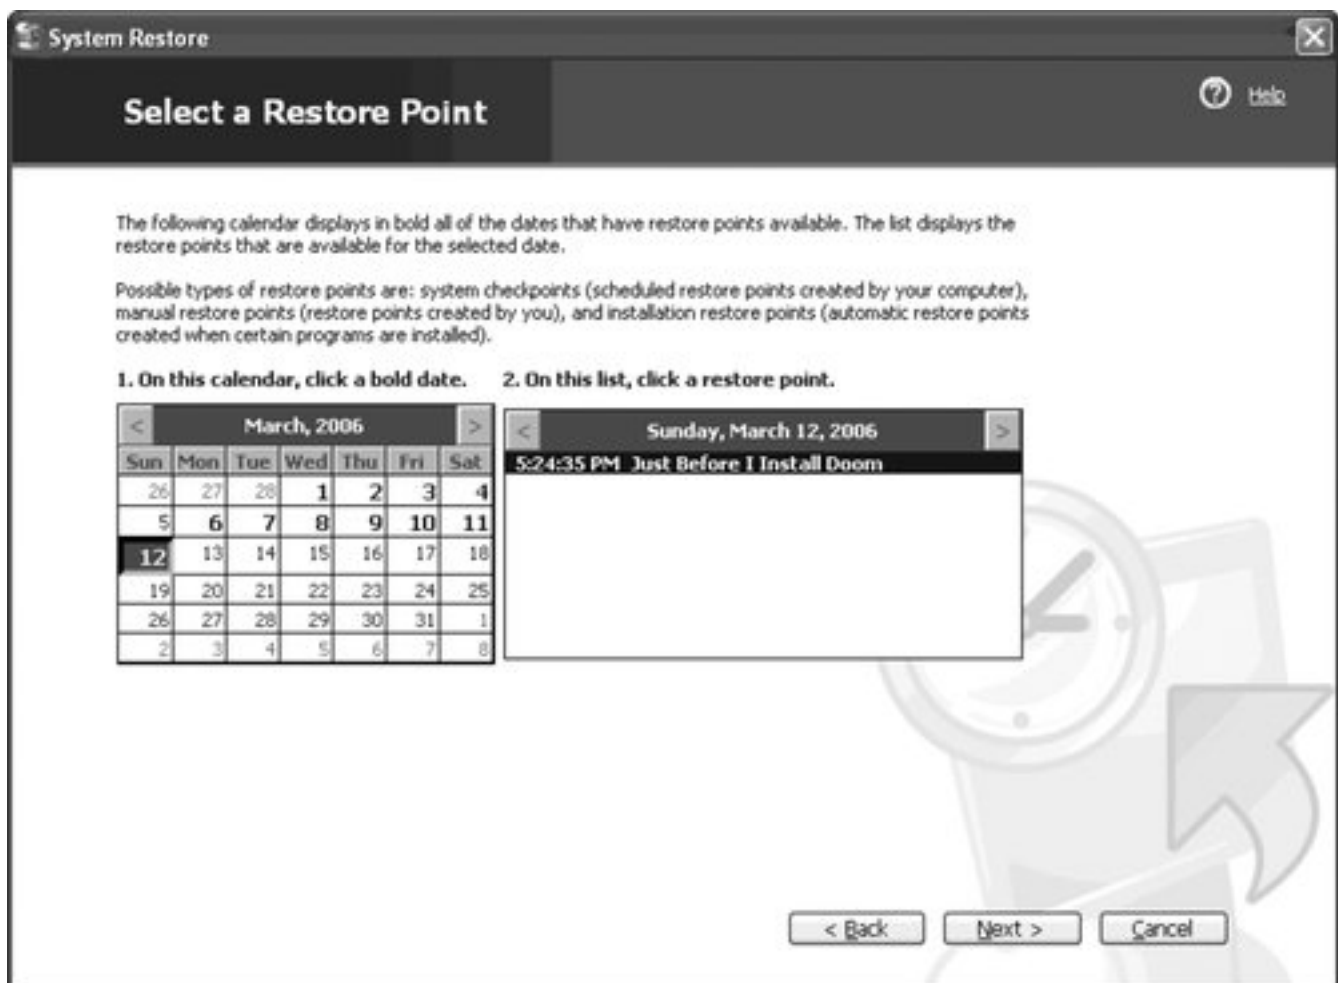 System Restore
Select a Restore Point
Help
The following calendar displays in bold all of the dates that have restore points available. The list displays the
restore points that are available for the selected date.
Possible types of restore points are: system checkpoints (scheduled restore points created by your computer),
manual restore points (restore points created by you), and installation restore points (automatic restore points
created when certain programs are installed).
1. On this calendar, click a bold date.
2. On this list, click a restore point.
< March, 2006 >
Sun Mon Tue Wed Thu Fri Sat
26 27 28 1 2 3 4
5 6 7 8 9 10 11
12 13 14 15 16 17 18
19 20 21 22 23 24 25
26 27 28 29 30 31 1
2 3 4 5 6 7 8
< Sunday, March 12, 2006 >
5:24:35 PM Just Before I Install Doom
< Back
Next >
Cancel